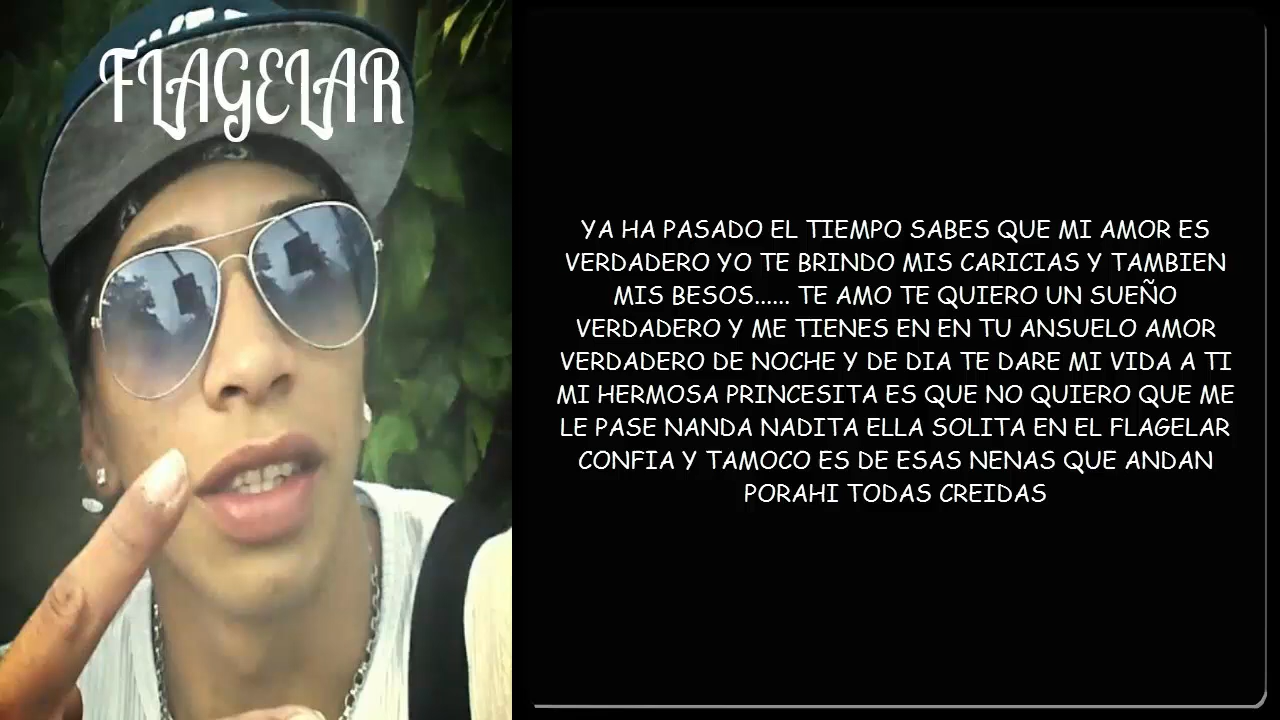 FLAGELAR
YA HA PASADO EL TIEMPO SABES QUE MI AMOR ES
VERDADERO YO TE BRINDO MIS CARICIAS Y TAMBIEN
MIS BESOS...... TE AMO TE QUIERO UN SUEÑO
VERDADERO Y ME TIENES EN EN TU ANSUELO AMOR
VERDADERO DE NOCHE Y DE DIA TE DARE MI VIDA A TI
MI HERMOSA PRINCESITA ES QUE NO QUIERO QUE ME
LE PASE NANDA NADITA ELLA SOLITA EN EL FLAGELAR
CONFIA Y TAMOCO ES DE ESAS NENAS QUE ANDAN
PORAHI TODAS CREIDAS